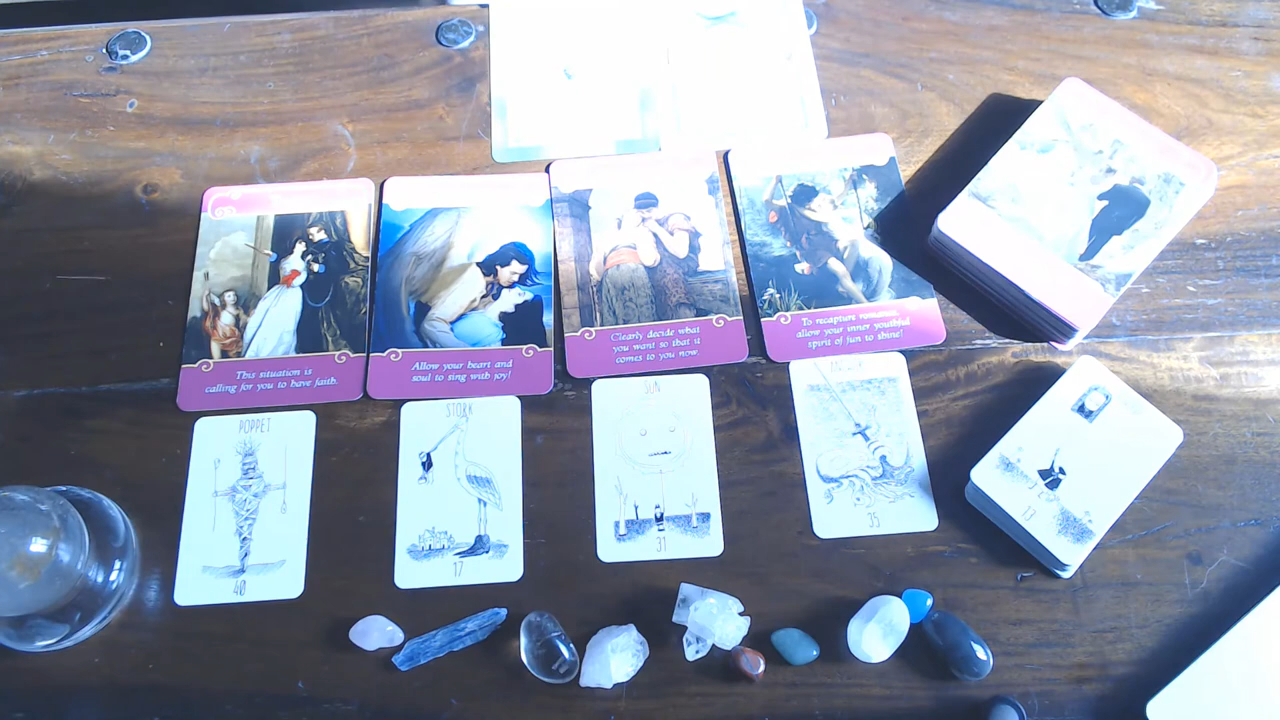 This situation is
calling for you to have faith.
Allow your heart and
soul to sing with joy!
Clearly decide what
you want so that it
comes to you now.
To recapture romance,
allow your inner youthful
spirit of fun to shine!
POPPET
40
STORK
17
SUN
31
35
13